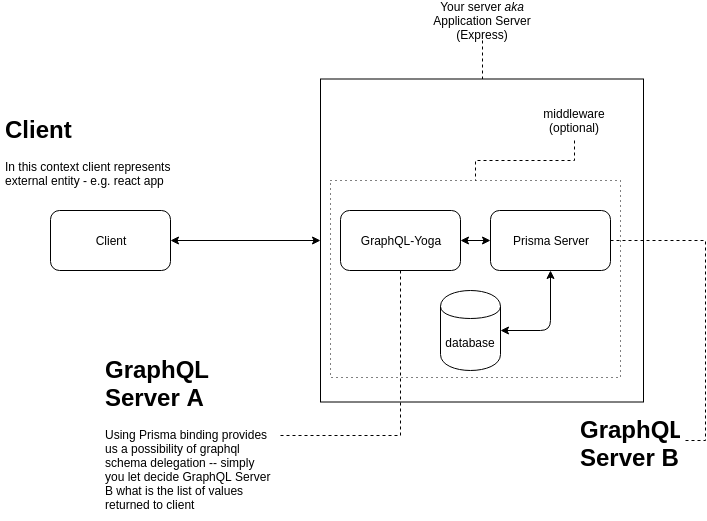 Your server aka
Application Server
(Express)
middleware
(optional)
Client
In this context client represents
external entity - e.g. react app
Client
GraphQL-Yoga
Prisma Server
database
GraphQL
Server A
Using Prisma binding provides
us a possibility of graphql
schema delegation -- simply
you let decide GraphQL Server
B what is the list of values
returned to client
GraphQL
Server B